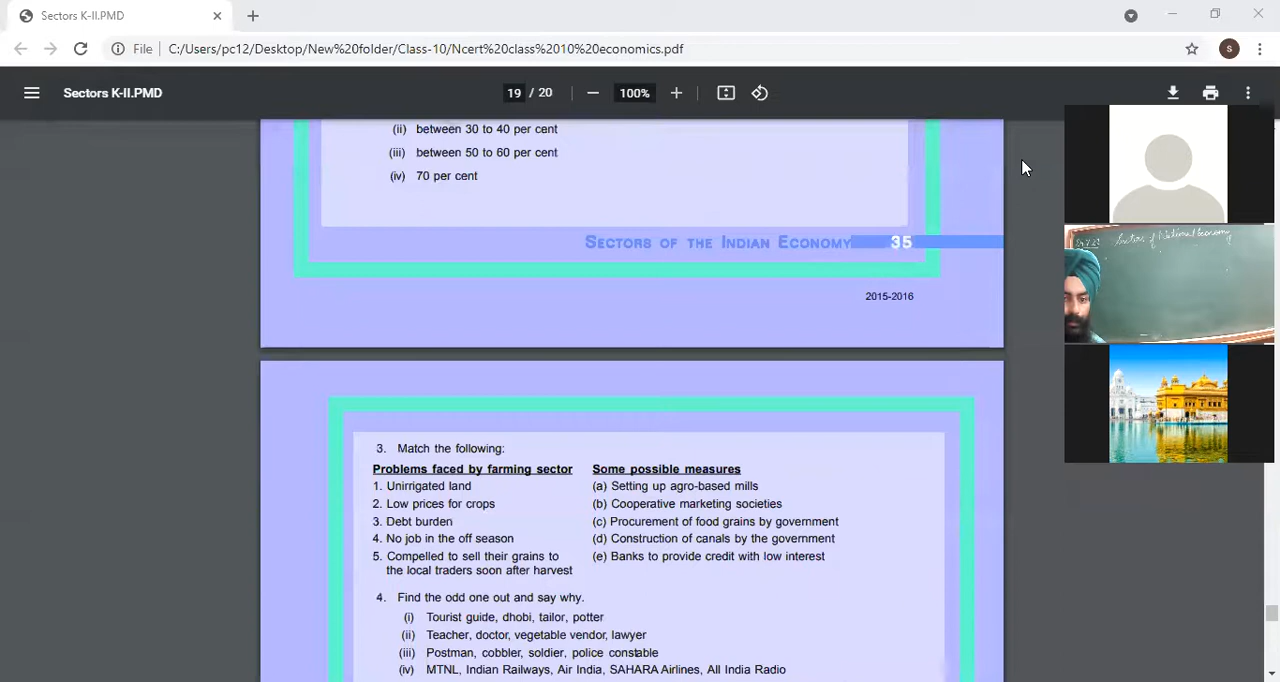 Sectors K-II.PMD
File C:/Users/pc12/Desktop/New%20folder/Class-10/Ncert%20class%2010%20economics.pdf
S
Sectors K-II.PMD
19 / 20
100%
(ii) between 30 to 40 per cent
(iii) between 50 to 60 per cent
(iv) 70 per cent
SECTORS OF THE INDIAN ECONOMY 35
2015-2016
Sectors of National Economy
3. Match the following:
Problems faced by farming sector Some possible measures
1. Unirrigated land (a) Setting up agro-based mills
2. Low prices for crops (b) Cooperative marketing societies
3. Debt burden (c) Procurement of food grains by government
4. No job in the off season (d) Construction of canals by the government
5. Compelled to sell their grains to (e) Banks to provide credit with low interest
the local traders soon after harvest
4. Find the odd one out and say why.
(i) Tourist guide, dhobi, tailor, potter
(ii) Teacher, doctor, vegetable vendor, lawyer
(iii) Postman, cobbler, soldier, police constable
(iv) MTNL, Indian Railways, Air India, SAHARA Airlines, All India Radio